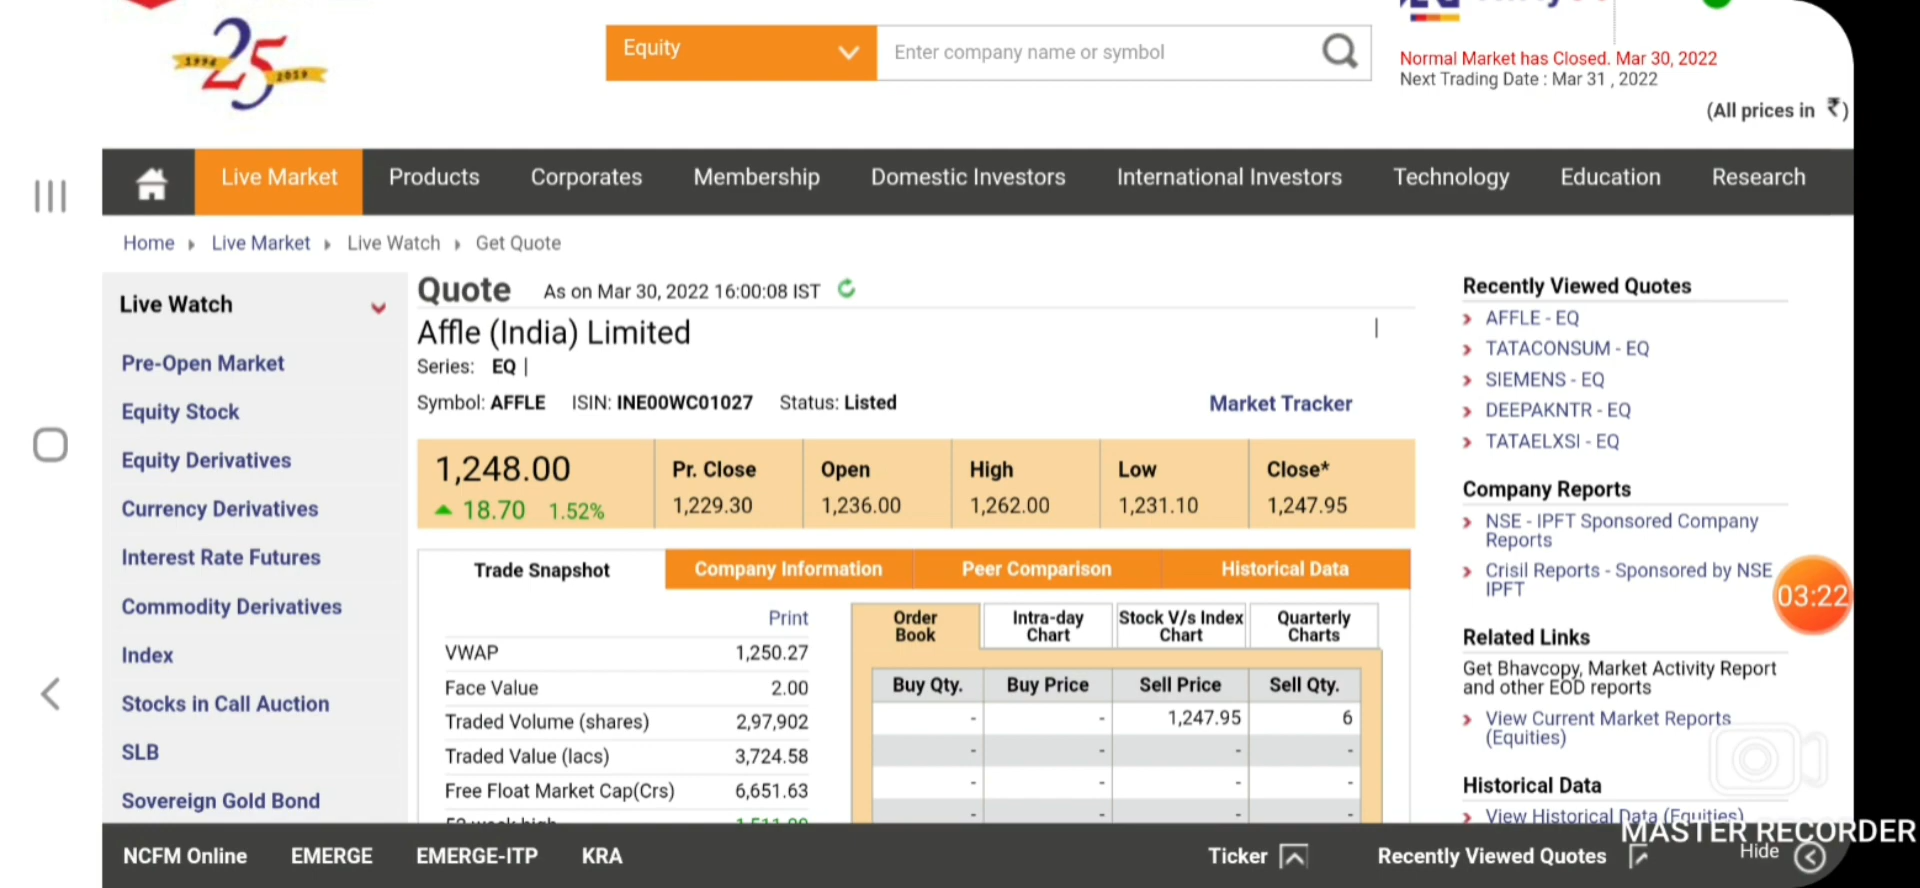 1994 25 2019
Equity
Enter company name or symbol
Normal Market has Closed. Mar 30, 2022
Next Trading Date : Mar 31 , 2022
(All prices in ₹)
Live Market Products Corporates Membership Domestic Investors International Investors Technology Education Research
Home Live Market Live Watch Get Quote
Live Watch
Pre-Open Market
Equity Stock
Equity Derivatives
Currency Derivatives
Interest Rate Futures
Commodity Derivatives
Index
Stocks in Call Auction
SLB
Sovereign Gold Bond
Quote As on Mar 30, 2022 16:00:08 IST
Affle (India) Limited |
Series: EQ |
Symbol: AFFLE ISIN: INE00WC01027 Status: Listed Market Tracker
1,248.00 Pr. Close Open High Low Close*
18.70 1.52% 1,229.30 1,236.00 1,262.00 1,231.10 1,247.95
Trade Snapshot Company Information Peer Comparison Historical Data
Print
VWAP 1,250.27
Face Value 2.00
Traded Volume (shares) 2,97,902
Traded Value (lacs) 3,724.58
Free Float Market Cap(Crs) 6,651.63
Order Book Intra-day Chart Stock V/s Index Chart Quarterly Charts
Buy Qty. Buy Price Sell Price Sell Qty.
- - 1,247.95 6
- - - -
- - - -
- - - -
Recently Viewed Quotes
AFFLE - EQ
TATACONSUM - EQ
SIEMENS - EQ
DEEPAKNTR - EQ
TATAELXSI - EQ
Company Reports
NSE - IPFT Sponsored Company
Reports
Crisil Reports - Sponsored by NSE
IPFT
03:22
Related Links
Get Bhavcopy, Market Activity Report
and other EOD reports
View Current Market Reports
(Equities)
Historical Data
View Historical Data (Equities)
MASTER RECORDER
NCFM Online EMERGE EMERGE-ITP KRA Ticker Recently Viewed Quotes Hide